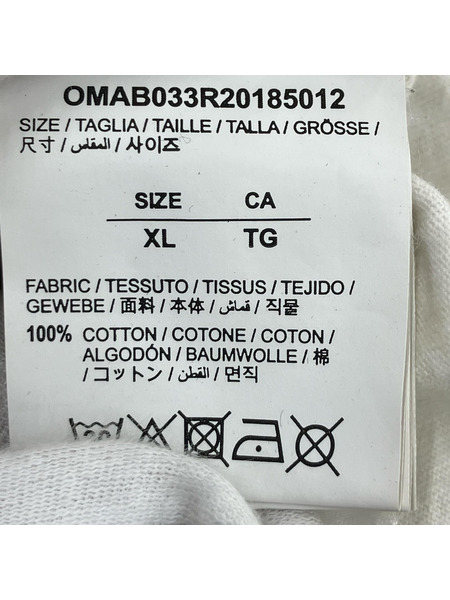 OMAB033R20185012
SIZE / TAGLIA / TAILLE / TALLA / GRÖSSE /
尺寸 / المقاس / 사이즈
SIZE CA
XL TG
FABRIC / TESSUTO / TISSUS / TEJIDO /
GEWEBE / 面料 / 本体 / قماش / 직물
100% COTTON / COTONE / COTON /
ALGODÓN / BAUMWOLLE / 棉
/ コットン / القطن / 면직